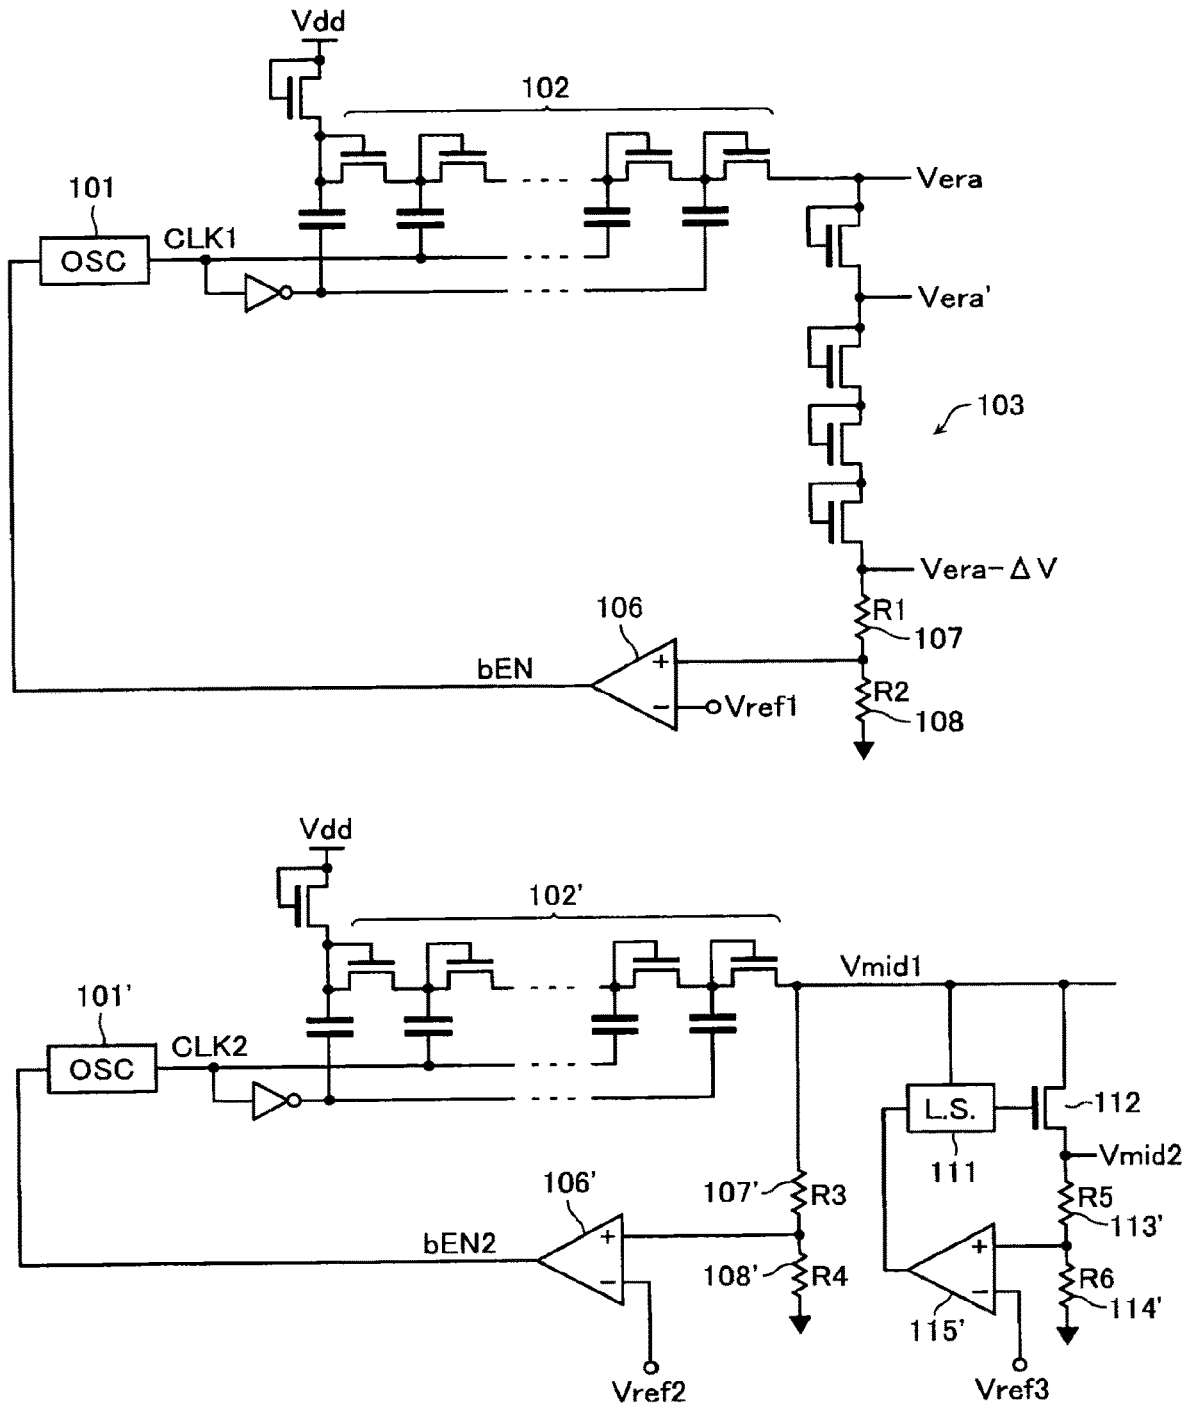 Vdd
102
101
OSC
CLK1
Vera
Vera'
103
Vera-ΔV
106
+
−
bEN
Vref1
R1
107
R2
108
Vdd
102'
101'
OSC
CLK2
Vmid1
L.S.
111
112
Vmid2
106'
+
−
bEN2
107'
R3
108'
R4
Vref2
+
−
115'
R5
113'
R6
114'
Vref3